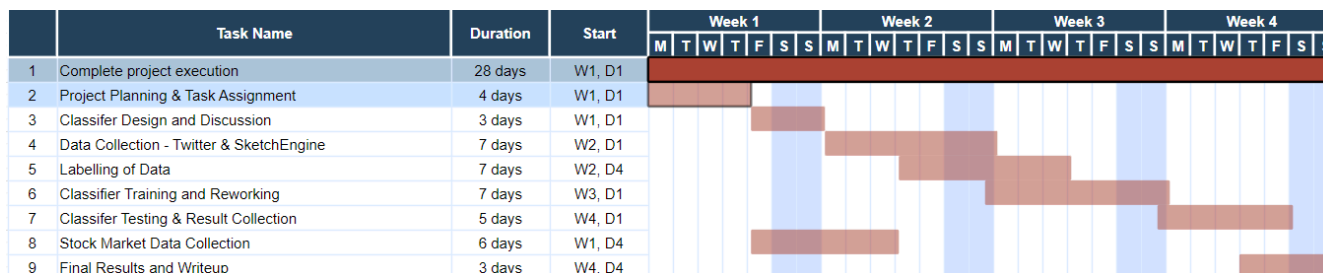 Task Name Duration Start Week 1 Week 2 Week 3 Week 4
M T W T F S S M T W T F S S M T W T F S S M T W T F S
1 Complete project execution 28 days W1, D1
2 Project Planning & Task Assignment 4 days W1, D1
3 Classifer Design and Discussion 3 days W1, D1
4 Data Collection - Twitter & SketchEngine 7 days W2, D1
5 Labelling of Data 7 days W2, D4
6 Classifier Training and Reworking 7 days W3, D1
7 Classifer Testing & Result Collection 5 days W4, D1
8 Stock Market Data Collection 6 days W1, D4
9 Final Results and Writeup 3 days W4, D4